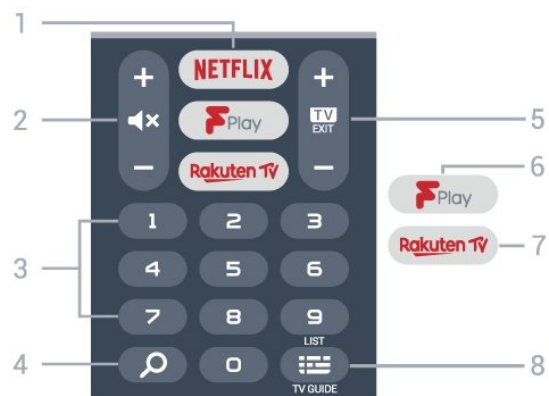 1
NETFLIX
+ +
2
FPlay
TV
EXIT
5
- -
Rakuten TV
6
FPlay
1 2 3
Rakuten TV
7
3
4 5 6
7 8 9
LIST
4
0
8
TV GUIDE